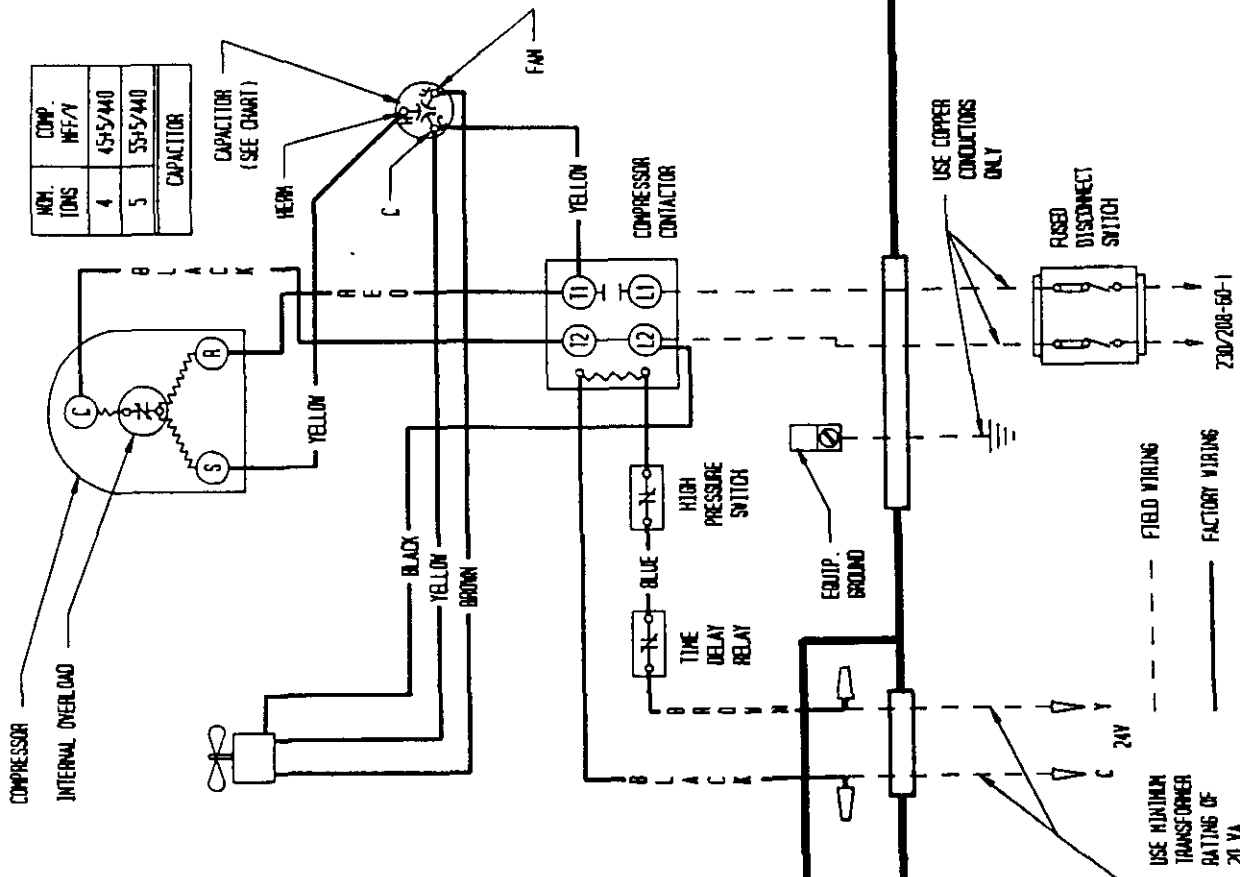 COMPRESSOR
INTERNAL OVERLOAD
NOM. TONS
COMP. MFF/V
4
45+5/440
5
55+5/440
CAPACITOR
CAPACITOR
(SEE CHART)
HERM
FAN
C
H
F
C
C
S
R
BLACK
RED
YELLOW
YELLOW
BLACK
YELLOW
BROWN
T1
T2
L1
L2
COMPRESSOR
CONTACTOR
HIGH
PRESSURE
SWITCH
BLUE
TIME
DELAY
RELAY
BROWN
BLACK
EQUIP.
GROUND
USE COPPER
CONDUCTORS
ONLY
FUSED
DISCONNECT
SWITCH
230/208-60-1
FIELD WIRING
FACTORY WIRING
Y
24V
C
USE MINIMUM
TRANSFORMER
RATING OF
20 VA